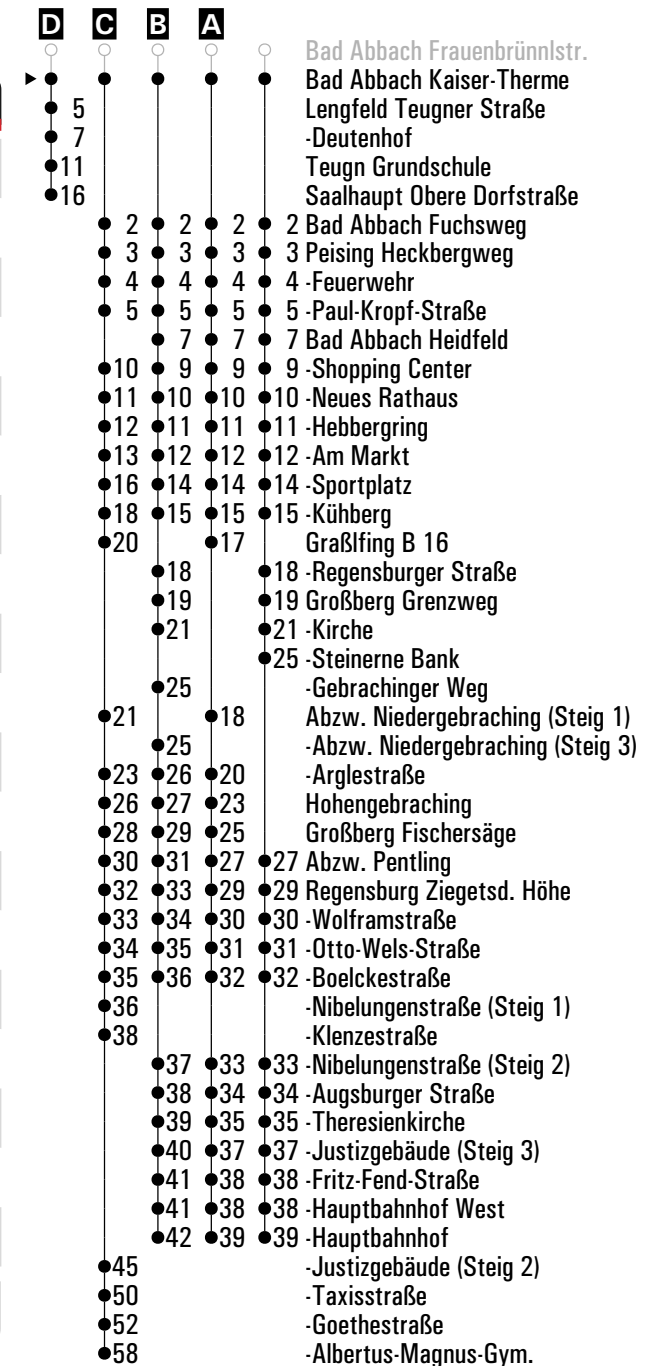 D C B A
Bad Abbach Frauenbrünnlstr.
Bad Abbach Kaiser-Therme
5 Lengfeld Teugner Straße
7 -Deutenhof
11 Teugn Grundschule
16 Saalhaupt Obere Dorfstraße
2 2 2 2 Bad Abbach Fuchsweg
3 3 3 3 Peising Heckbergweg
4 4 4 4 -Feuerwehr
5 5 5 5 -Paul-Kropf-Straße
7 7 7 Bad Abbach Heidfeld
10 9 9 9 -Shopping Center
11 10 10 10 -Neues Rathaus
12 11 11 11 -Hebbergring
13 12 12 12 -Am Markt
16 14 14 14 -Sportplatz
18 15 15 15 -Kühberg
20 17 Graßlfing B 16
18 18 -Regensburger Straße
19 19 Großberg Grenzweg
21 21 -Kirche
25 -Steinerne Bank
25 -Gebrachinger Weg
21 18 Abzw. Niedergebraching (Steig 1)
25 -Abzw. Niedergebraching (Steig 3)
23 26 20 -Arglestraße
26 27 23 Hohengebraching
28 29 25 Großberg Fischersäge
30 31 27 27 Abzw. Pentling
32 33 29 29 Regensburg Ziegetsd. Höhe
33 34 30 30 -Wolframstraße
34 35 31 31 -Otto-Wels-Straße
35 36 32 32 -Boelckestraße
36 -Nibelungenstraße (Steig 1)
38 -Klenzestraße
37 33 33 -Nibelungenstraße (Steig 2)
38 34 34 -Augsburger Straße
39 35 35 -Theresienkirche
40 37 37 -Justizgebäude (Steig 3)
41 38 38 -Fritz-Fend-Straße
41 38 38 -Hauptbahnhof West
42 39 39 -Hauptbahnhof
45 -Justizgebäude (Steig 2)
50 -Taxisstraße
52 -Goethestraße
58 -Albertus-Magnus-Gym.